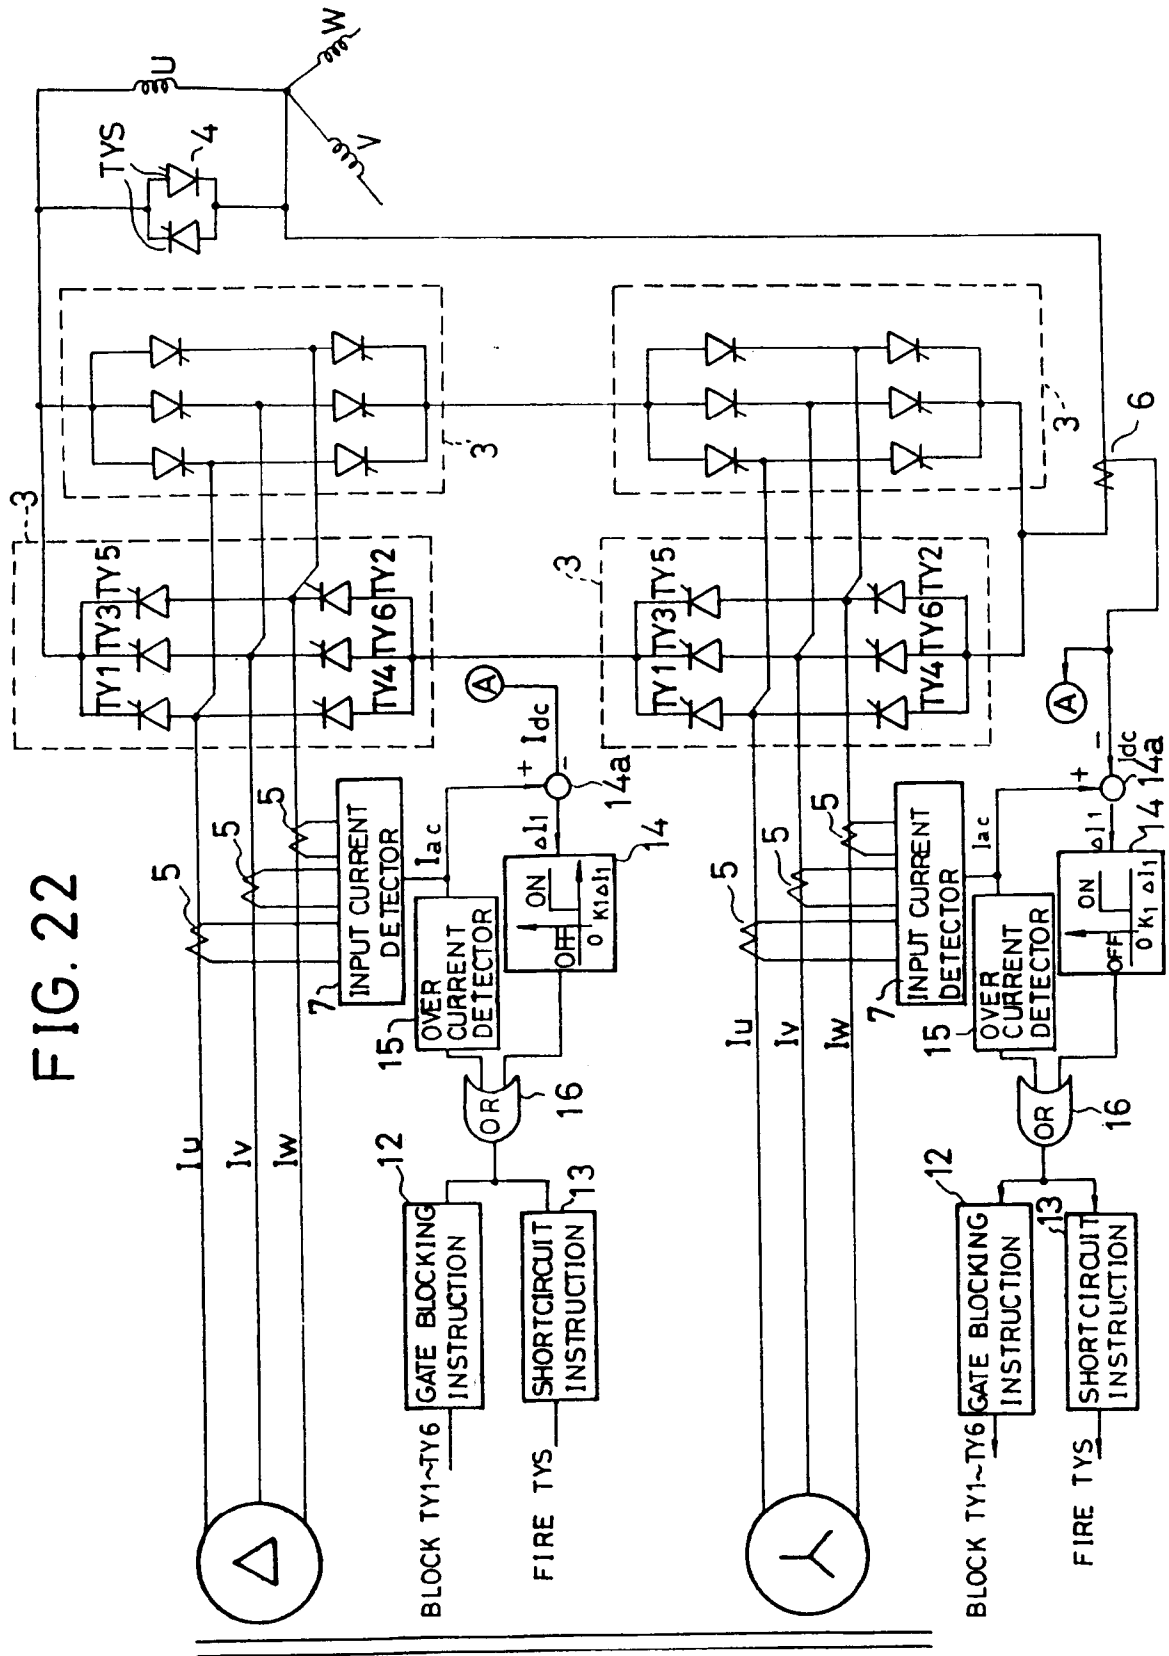 FIG. 22
U
W
V
TYS
4
3
3
TY1 TY3 TY5
TY4 TY6 TY2
5
5
5
Iu
Iv
Iw
7
INPUT CURRENT
DETECTOR
Iac
+
−
Idc
A
14a
ΔI1
14
ON
OFF
0 K1 ΔI1
15
OVER
CURRENT
DETECTOR
OR
16
12
GATE BLOCKING
INSTRUCTION
13
SHORTCIRCUIT
INSTRUCTION
BLOCK TY1~TY6
FIRE TYS
Δ
3
3
TY1 TY3 TY5
TY4 TY6 TY2
6
5
5
5
Iu
Iv
Iw
7
INPUT CURRENT
DETECTOR
Iac
+
−
Idc
A
14a
ΔI1
14
ON
OFF
0 K1 ΔI1
15
OVER
CURRENT
DETECTOR
OR
16
12
GATE BLOCKING
INSTRUCTION
13
SHORTCIRCUIT
INSTRUCTION
BLOCK TY1~TY6
FIRE TYS